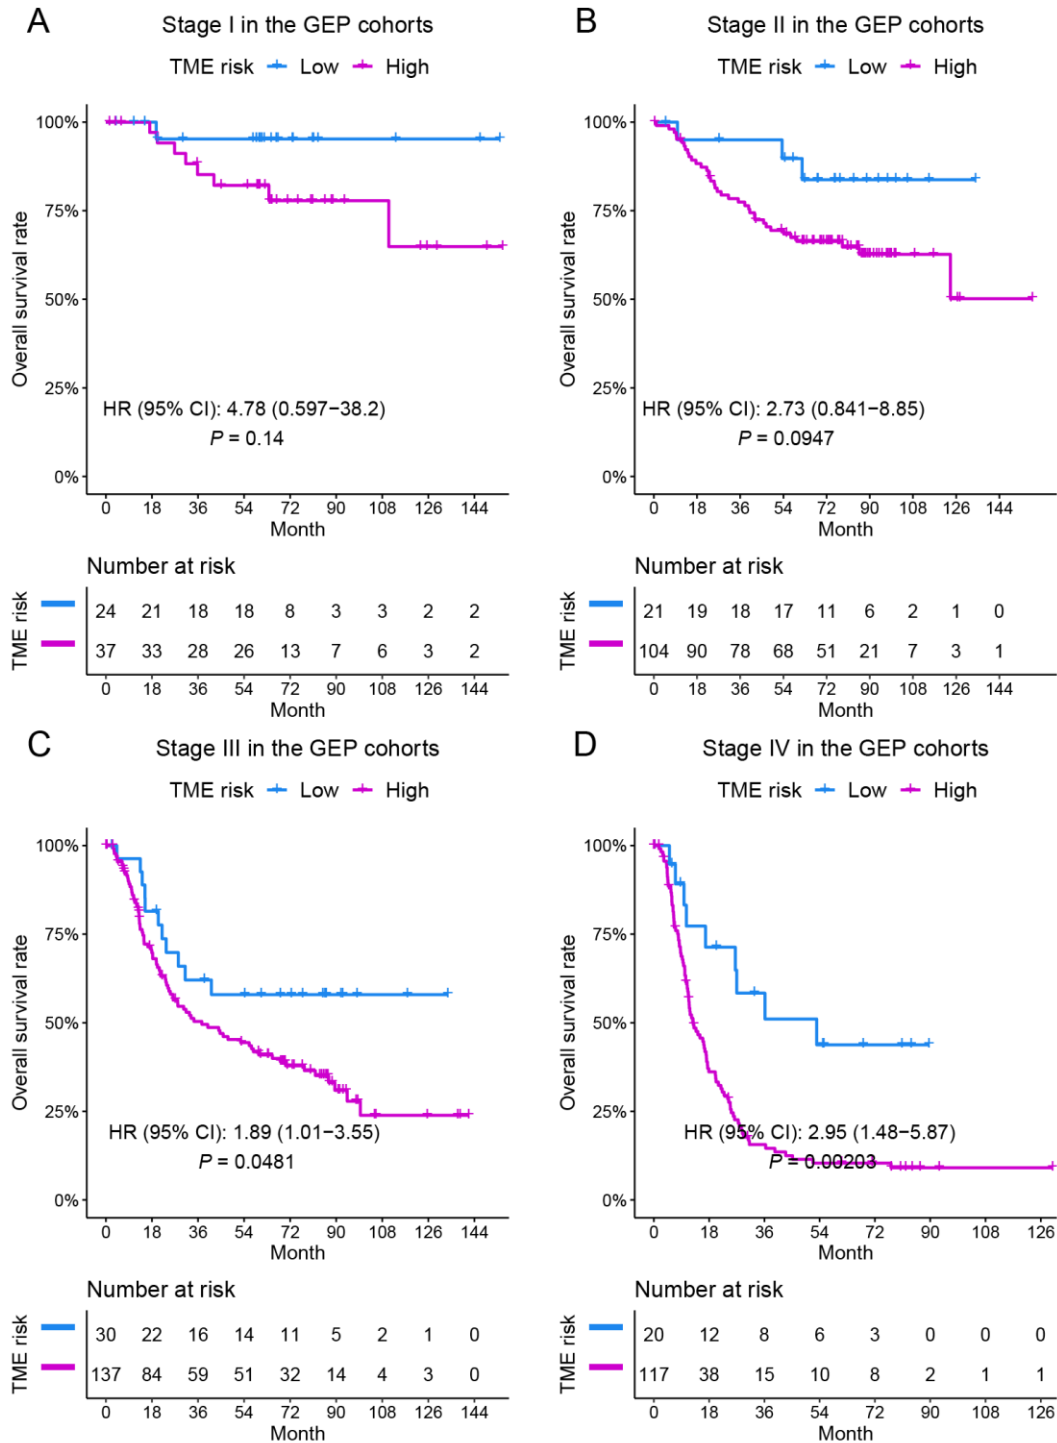 A
Stage I in the GEP cohorts
TME risk Low High
Overall survival rate
100%
75%
50%
25%
0%
HR (95% CI): 4.78 (0.597−38.2)
P = 0.14
0 18 36 54 72 90 108 126 144
Month
Number at risk
TME risk
24 21 18 18 8 3 3 2 2
37 33 28 26 13 7 6 3 2
0 18 36 54 72 90 108 126 144
Month
B
Stage II in the GEP cohorts
TME risk Low High
Overall survival rate
100%
75%
50%
25%
0%
HR (95% CI): 2.73 (0.841−8.85)
P = 0.0947
0 18 36 54 72 90 108 126 144
Month
Number at risk
TME risk
21 19 18 17 11 6 2 1 0
104 90 78 68 51 21 7 3 1
0 18 36 54 72 90 108 126 144
Month
C
Stage III in the GEP cohorts
TME risk Low High
Overall survival rate
100%
75%
50%
25%
0%
HR (95% CI): 1.89 (1.01−3.55)
P = 0.0481
0 18 36 54 72 90 108 126 144
Month
Number at risk
TME risk
30 22 16 14 11 5 2 1 0
137 84 59 51 32 14 4 3 0
0 18 36 54 72 90 108 126 144
Month
D
Stage IV in the GEP cohorts
TME risk Low High
Overall survival rate
100%
75%
50%
25%
0%
HR (95% CI): 2.95 (1.48−5.87)
P = 0.00203
0 18 36 54 72 90 108 126
Month
Number at risk
TME risk
20 12 8 6 3 0 0 0
117 38 15 10 8 2 1 1
0 18 36 54 72 90 108 126
Month